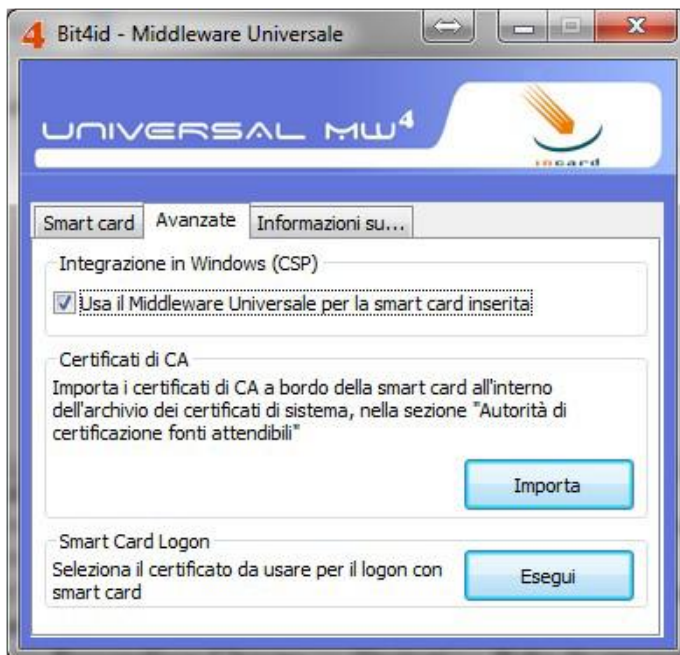 4 Bit4id - Middleware Universale
UNIVERSAL MW4
incard
Smart card Avanzate Informazioni su...
Integrazione in Windows (CSP)
Usa il Middleware Universale per la smart card inserita
Certificati di CA
Importa i certificati di CA a bordo della smart card all'interno
dell'archivio dei certificati di sistema, nella sezione "Autorità di
certificazione fonti attendibili"
Importa
Smart Card Logon
Seleziona il certificato da usare per il logon con
smart card
Esegui